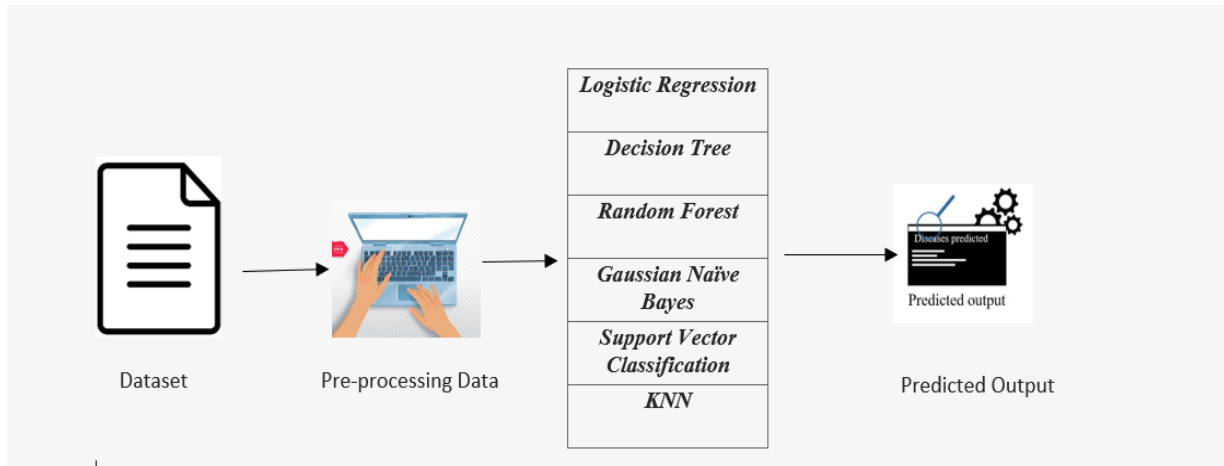 Logistic Regression
Decision Tree
Random Forest
Gaussian Naïve
Bayes
Support Vector
Classification
KNN
Diseases predicted
Predicted output
Dataset
Pre-processing Data
Predicted Output